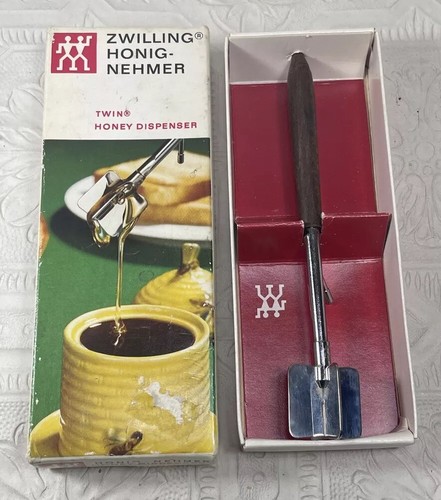 ZWILLING®
HONIG-
NEHMER
TWIN®
HONEY DISPENSER